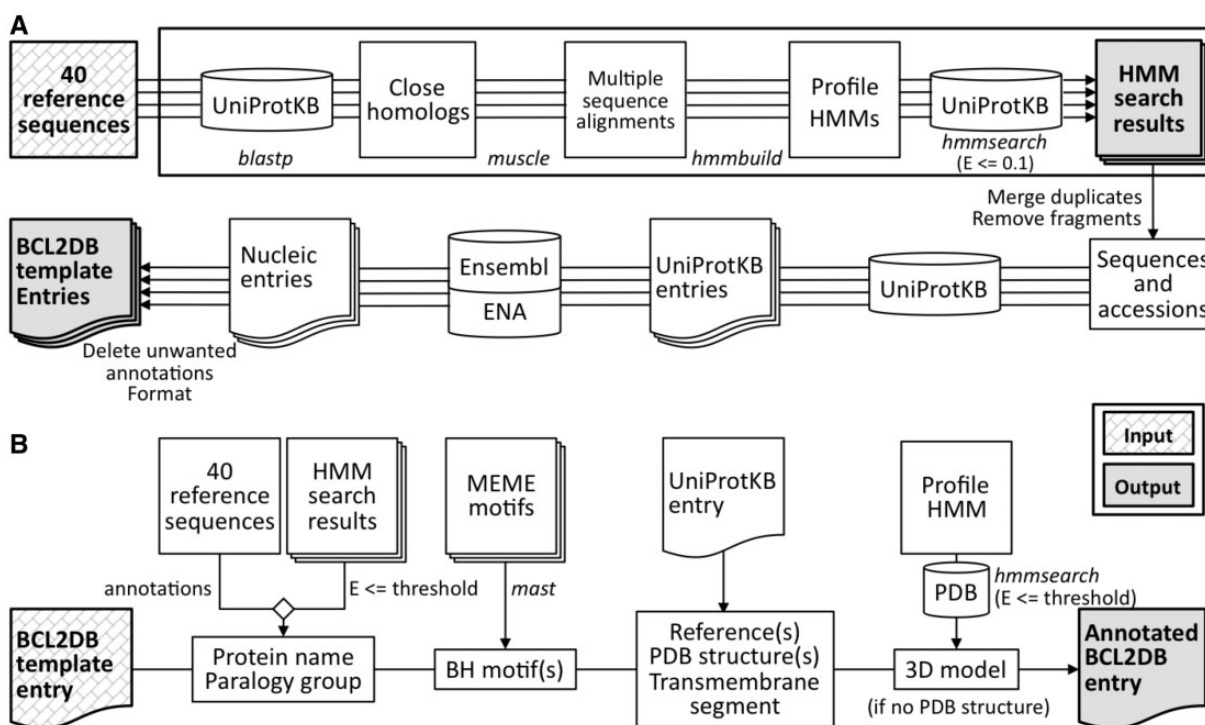 A
40
reference
sequences
UniProtKB
blastp
Close
homologs
muscle
Multiple
sequence
alignments
hmmbuild
Profile
HMMs
UniProtKB
hmmsearch
(E <= 0.1)
HMM
search
results
Merge duplicates
Remove fragments
BCL2DB
template
Entries
Delete unwanted
annotations
Format
Nucleic
entries
Ensembl
ENA
UniProtKB
entries
UniProtKB
Sequences
and
accessions
Input
Output
B
40
reference
sequences
HMM
search
results
MEME
motifs
UniProtKB
entry
Profile
HMM
annotations
E <= threshold
mast
PDB
hmmsearch
(E <= threshold)
BCL2DB
template
entry
Protein name
Paralogy group
BH motif(s)
Reference(s)
PDB structure(s)
Transmembrane
segment
3D model
(if no PDB structure)
Annotated
BCL2DB
entry